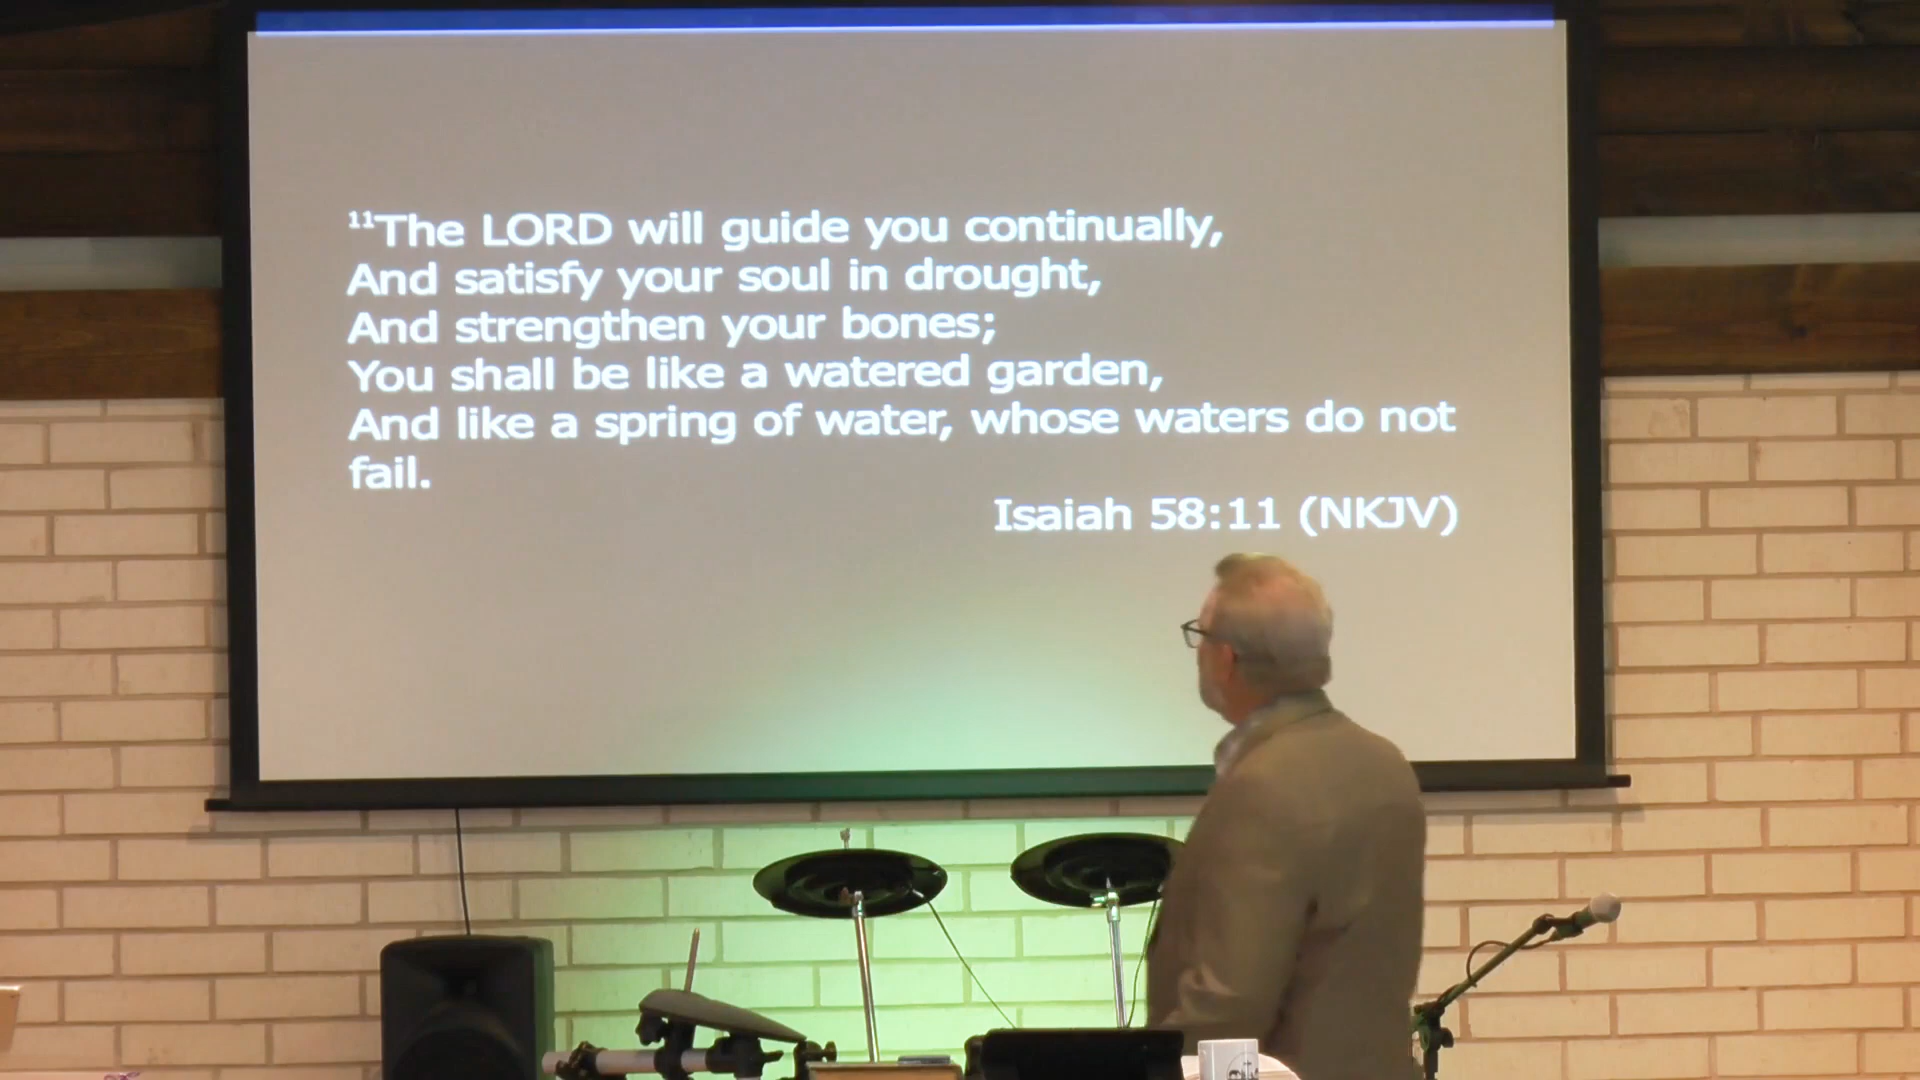 11The LORD will guide you continually,
And satisfy your soul in drought,
And strengthen your bones;
You shall be like a watered garden,
And like a spring of water, whose waters do not
fail.
Isaiah 58:11 (NKJV)